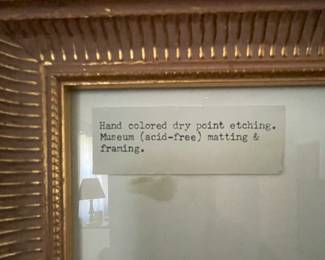 Hand colored dry point etching.
Museum (acid-free) matting &
framing.